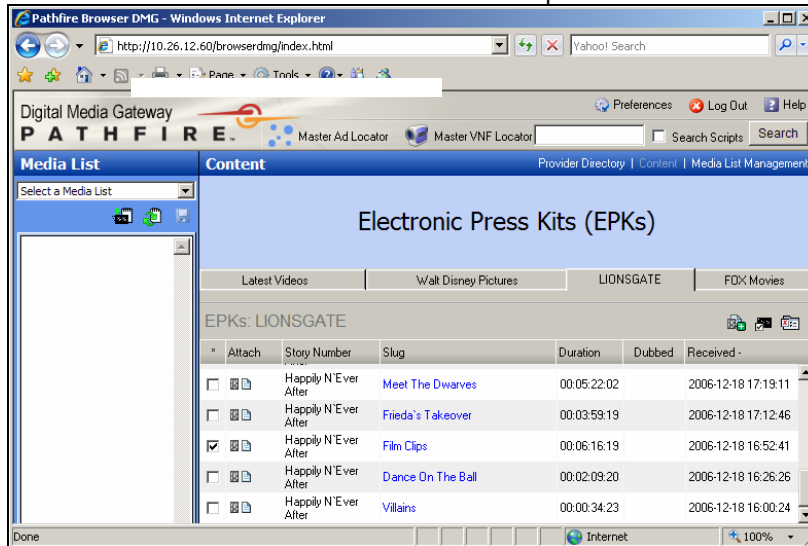 Pathfire Browser DMG - Windows Internet Explorer
http://10.26.12.60/browserdmg/index.html
Yahoo! Search
Page Tools
Digital Media Gateway
PATHFIRE
Preferences Log Out Help
Master Ad Locator Master VNF Locator Search Scripts Search
Media List
Content
Provider Directory | Content | Media List Management
Select a Media List
Electronic Press Kits (EPKs)
Latest Videos Walt Disney Pictures LIONSGATE FOX Movies
EPKs: LIONSGATE
* Attach Story Number Slug Duration Dubbed Received -
Happily N`Ever After Meet The Dwarves 00:05:22:02 2006-12-18 17:19:11
Happily N`Ever After Frieda`s Takeover 00:03:59:19 2006-12-18 17:12:46
Happily N`Ever After Film Clips 00:06:16:19 2006-12-18 16:52:41
Happily N`Ever After Dance On The Ball 00:02:09:20 2006-12-18 16:26:26
Happily N`Ever After Villains 00:00:34:23 2006-12-18 16:00:24
Done
Internet
100%